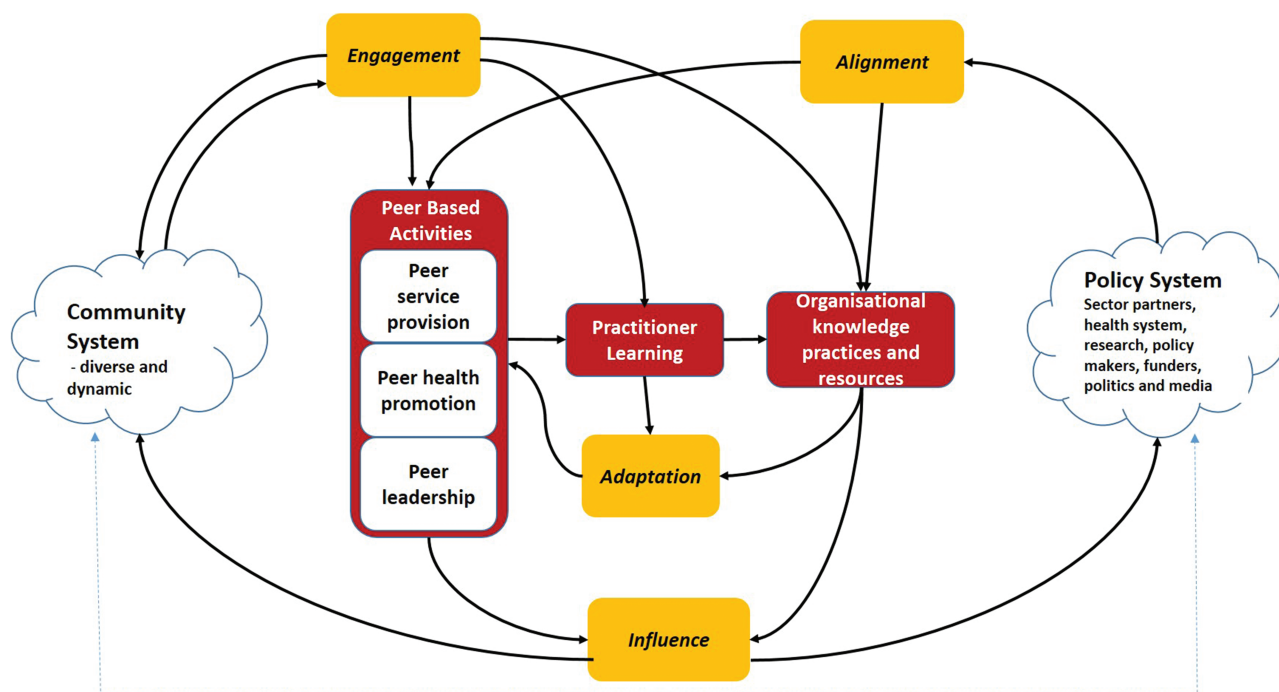 Engagement
Alignment
Peer Based
Activities
Peer
service
provision
Peer health
promotion
Peer
leadership
Community
System
- diverse and
dynamic
Practitioner
Learning
Organisational
knowledge
practices and
resources
Policy System
Sector partners,
health system,
research, policy
makers, funders,
politics and media
Adaptation
Influence